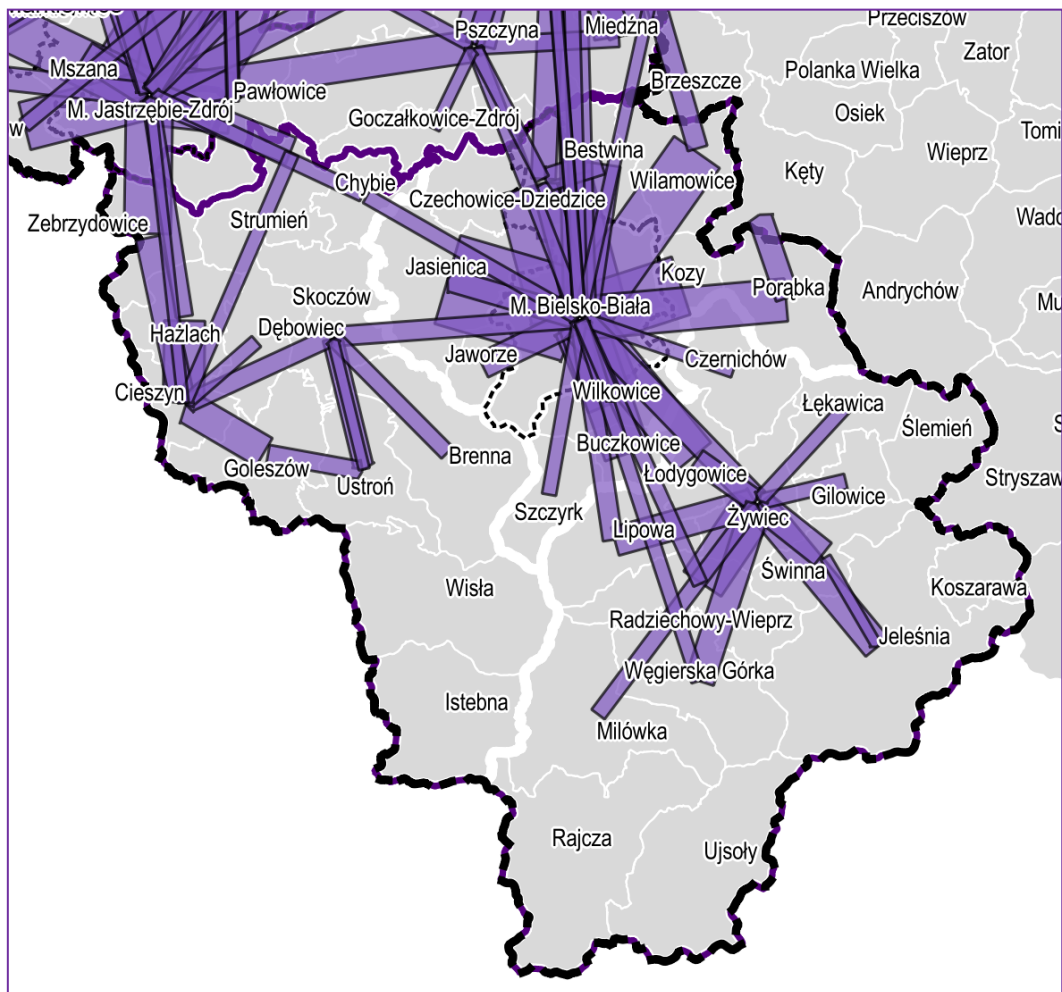 Przeciszów
Pszczyna
Miedźna
Zator
Mszana
Brzeszcze
Polanka Wielka
M. Jastrzębie-Zdrój
Pawłowice
Goczałkowice-Zdrój
Osiek
w
Tomi
Bestwina
Wieprz
Chybie
Wilamowice
Kęty
Czechowice-Dziedzice
Zebrzydowice
Strumień
Wado
Jasienica
Kozy
Porąbka
Andrychów
Skoczów
M. Bielsko-Biała
Mu
Hażlach
Dębowiec
Jaworze
Czernichów
Cieszyn
Wilkowice
Łękawica
Ślemień
Buczkowice
Goleszów
Brenna
Łodygowice
Stryszaw
Ustroń
Gilowice
Szczyrk
Lipowa
Żywiec
Świnna
Wisła
Koszarawa
Radziechowy-Wieprz
Jeleśnia
Węgierska Górka
Istebna
Milówka
Rajcza
Ujsoły